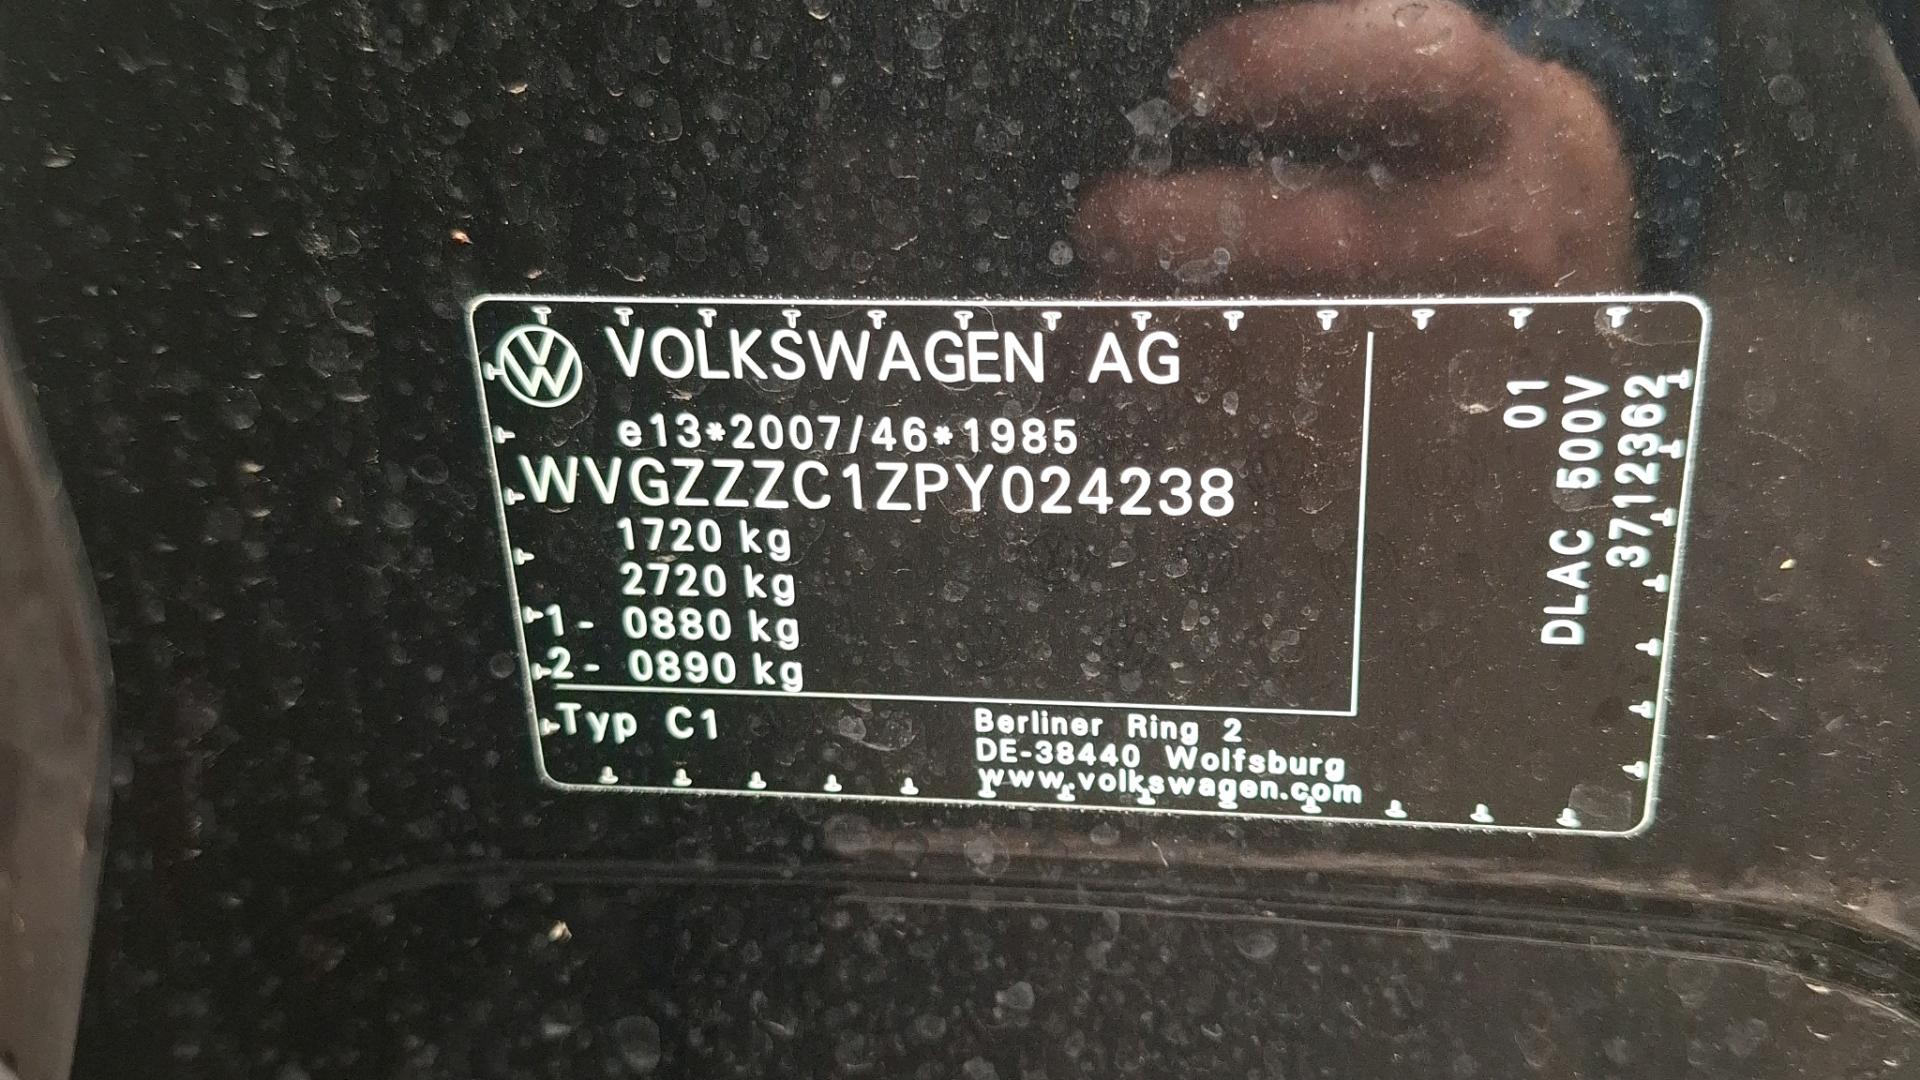 VOLKSWAGEN AG
e13*2007/46*1985
WVGZZZC1ZPY024238
1720 kg
2720 kg
1- 0880 kg
2- 0890 kg
Typ C1
Berliner Ring 2
DE-38440 Wolfsburg
www.volkswagen.com
01
DLAC 500V
3712362